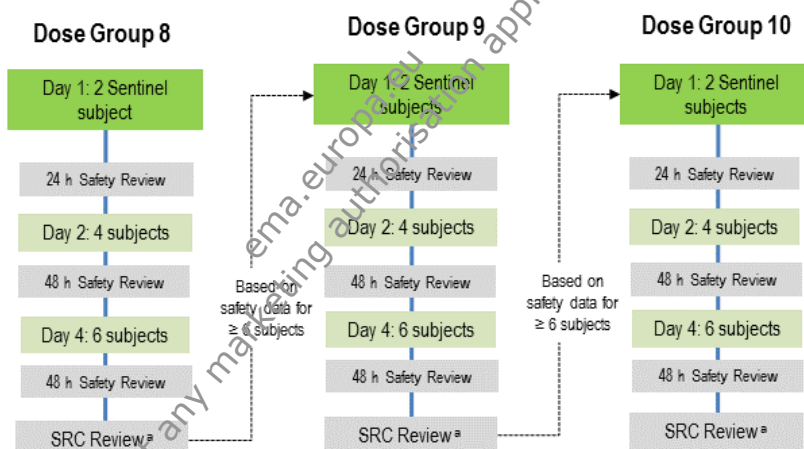 Dose Group 8
Day 1: 2 Sentinel
subject
24 h Safety Review
Day 2: 4 subjects
48 h Safety Review
Day 4: 6 subjects
48 h Safety Review
SRC Review a
Based on
safety data for
≥ 6 subjects
Dose Group 9
Day 1: 2 Sentinel
subjects
24 h Safety Review
Day 2: 4 subjects
48 h Safety Review
Day 4: 6 subjects
48 h Safety Review
SRC Review a
Based on
safety data for
≥ 6 subjects
Dose Group 10
Day 1: 2 Sentinel
subjects
24 h Safety Review
Day 2: 4 subjects
48 h Safety Review
Day 4: 6 subjects
48 h Safety Review
SRC Review a
ema.europa.eu
any marketing authorisation